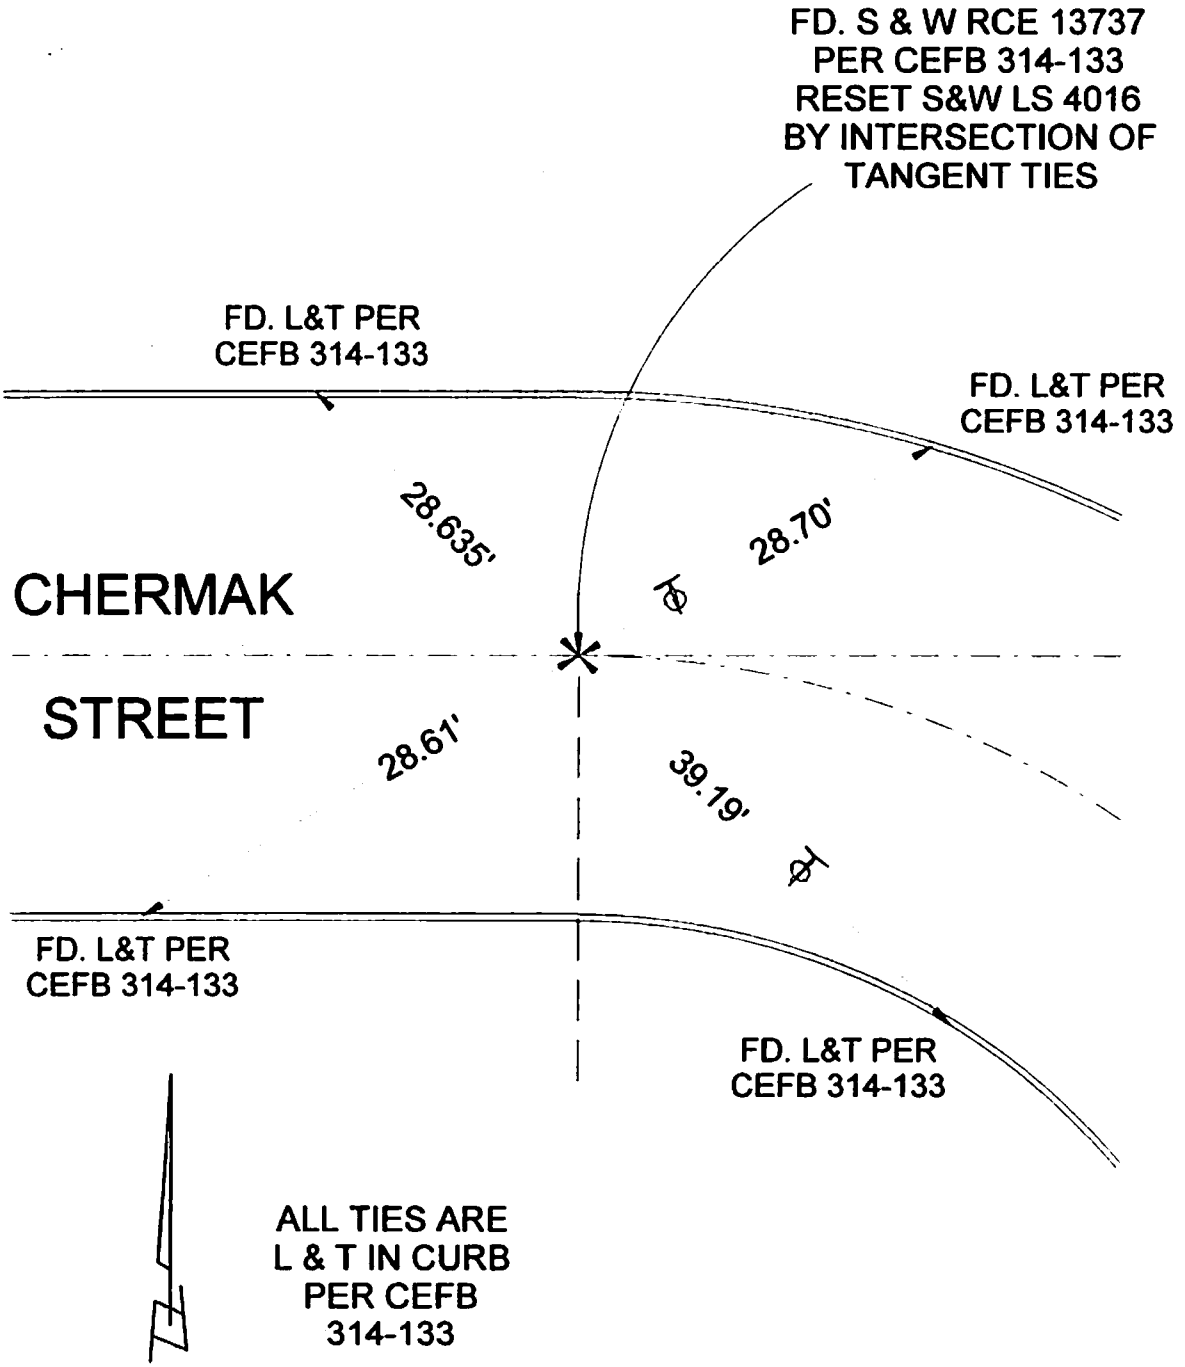 FD. S & W RCE 13737
PER CEFB 314-133
RESET S&W LS 4016
BY INTERSECTION OF
TANGENT TIES
FD. L&T PER
CEFB 314-133
FD. L&T PER
CEFB 314-133
28.635'
28.70'
CHERMAK
STREET
28.61'
39.19'
FD. L&T PER
CEFB 314-133
FD. L&T PER
CEFB 314-133
ALL TIES ARE
L & T IN CURB
PER CEFB
314-133